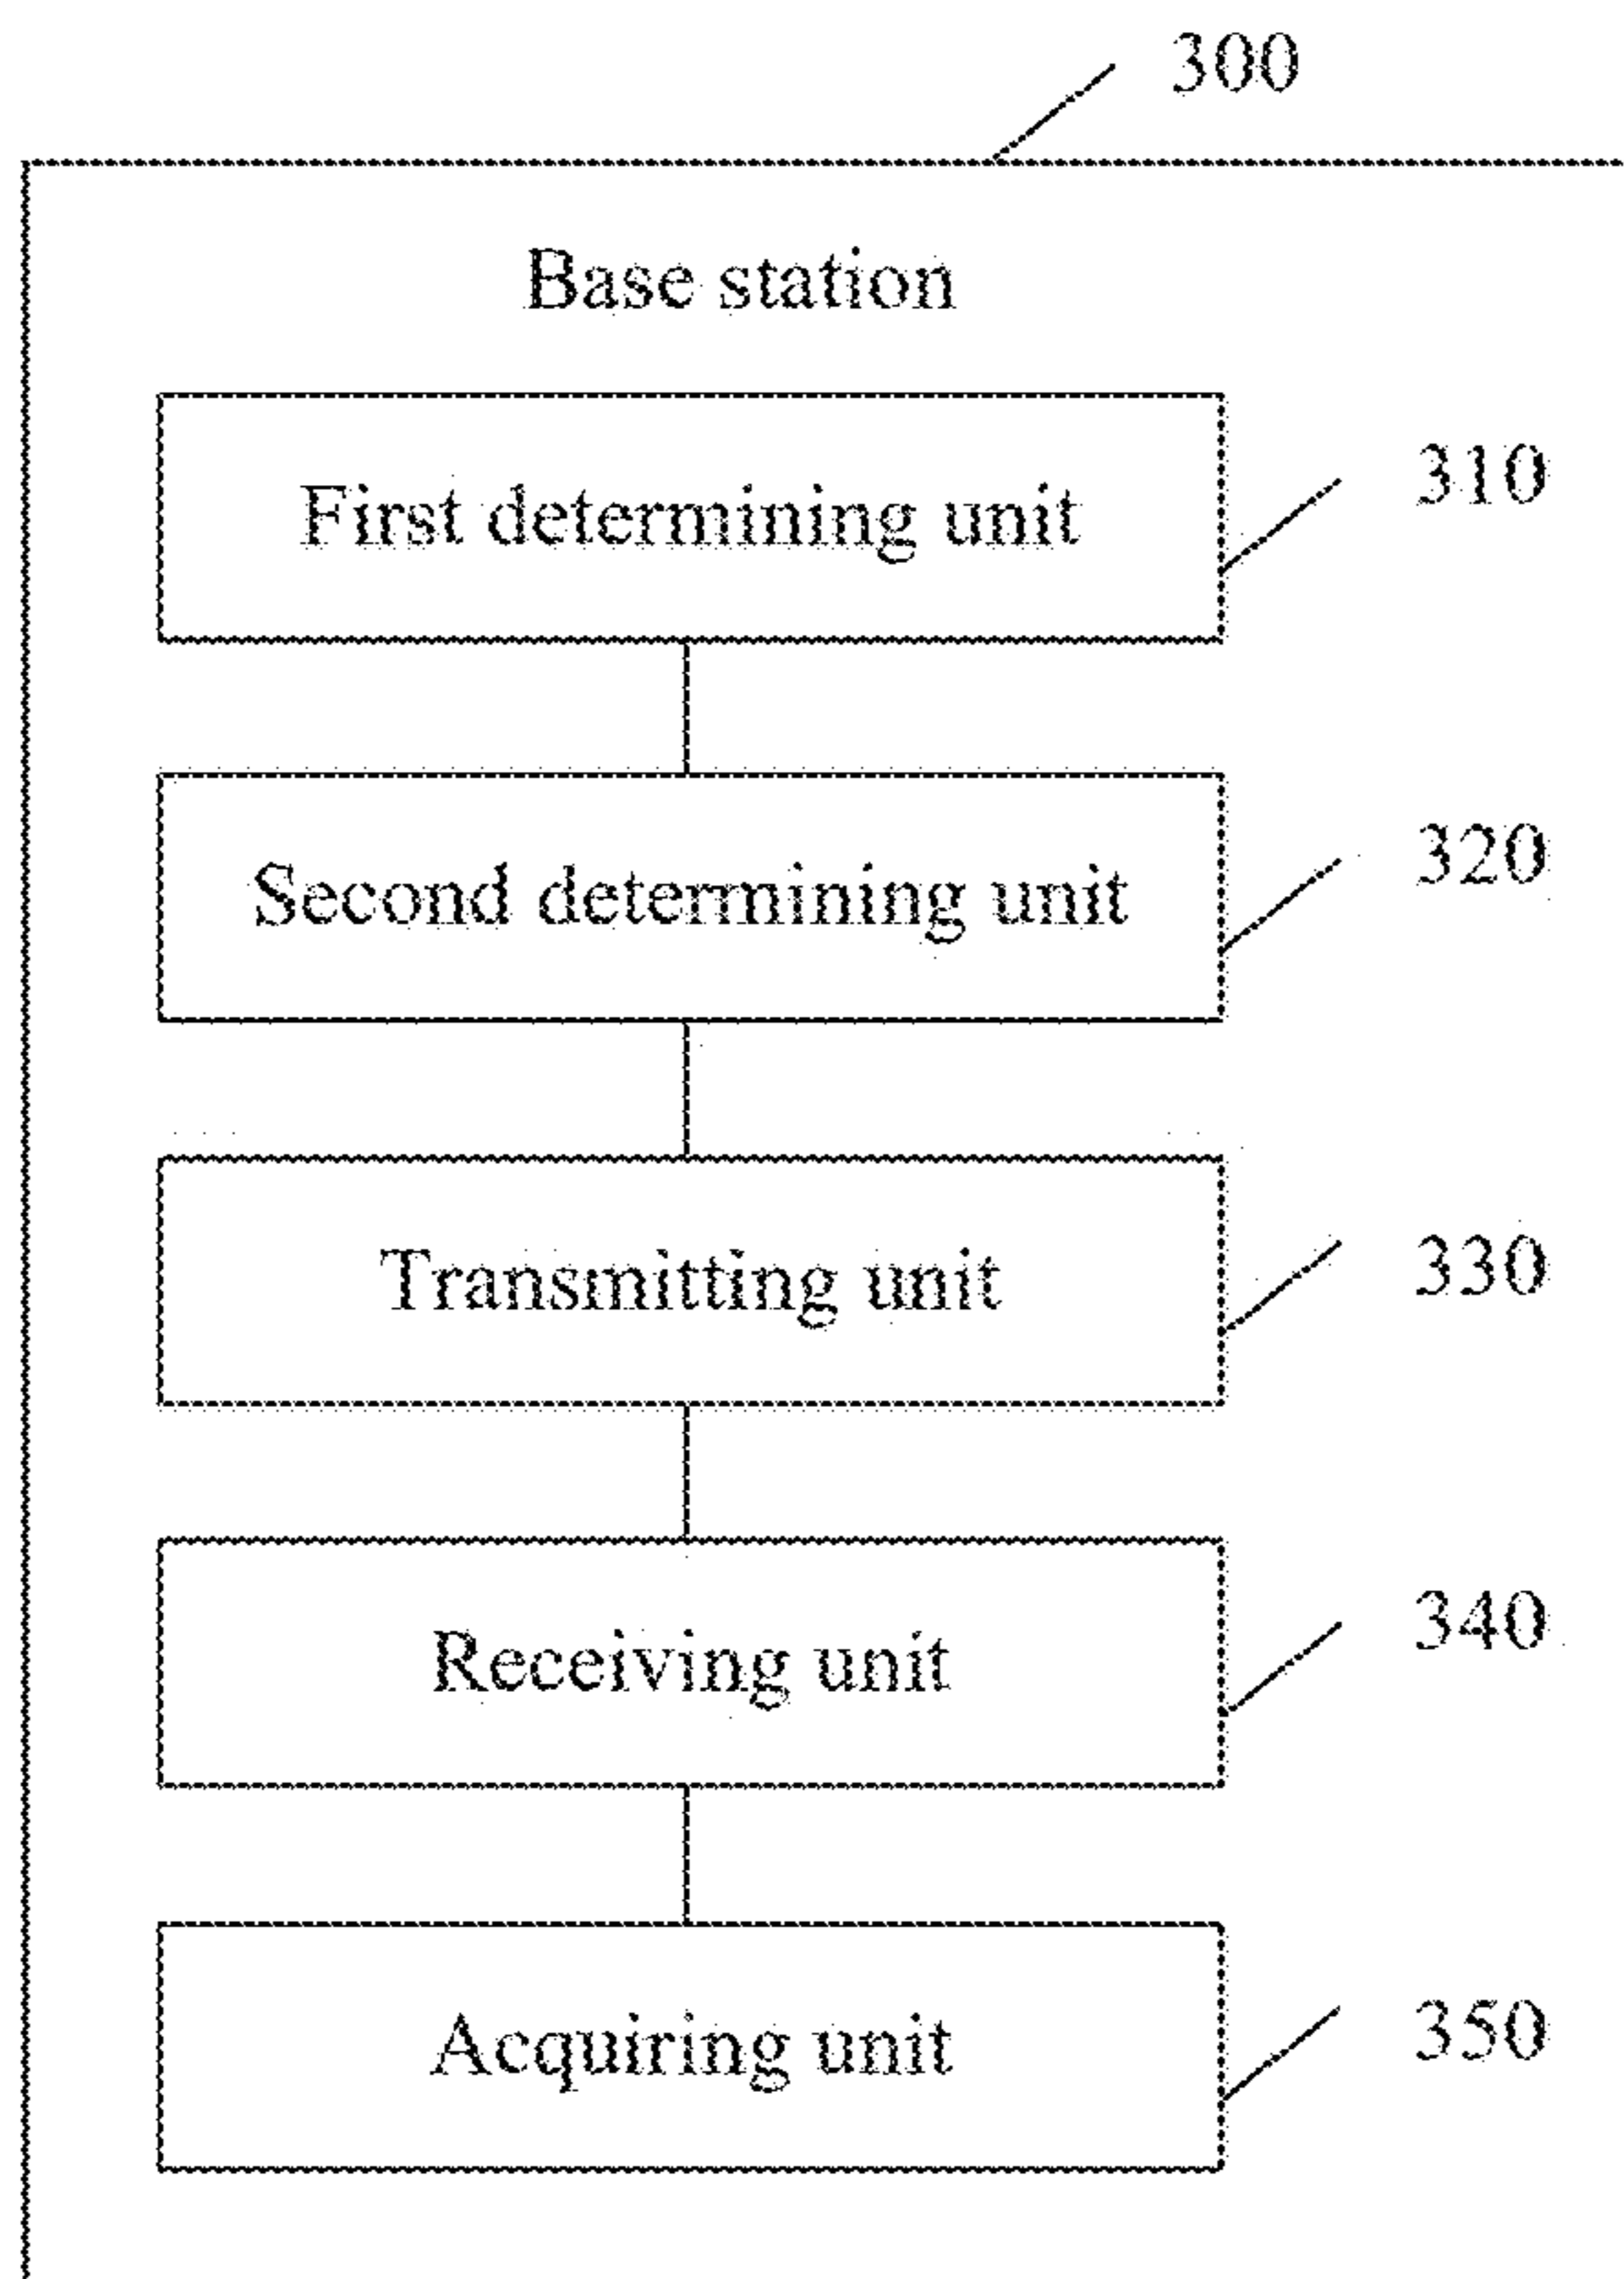 300
Base station
First determining unit
310
Second determining unit
320
Transmitting unit
330
Receiving unit
340
Acquiring unit
350